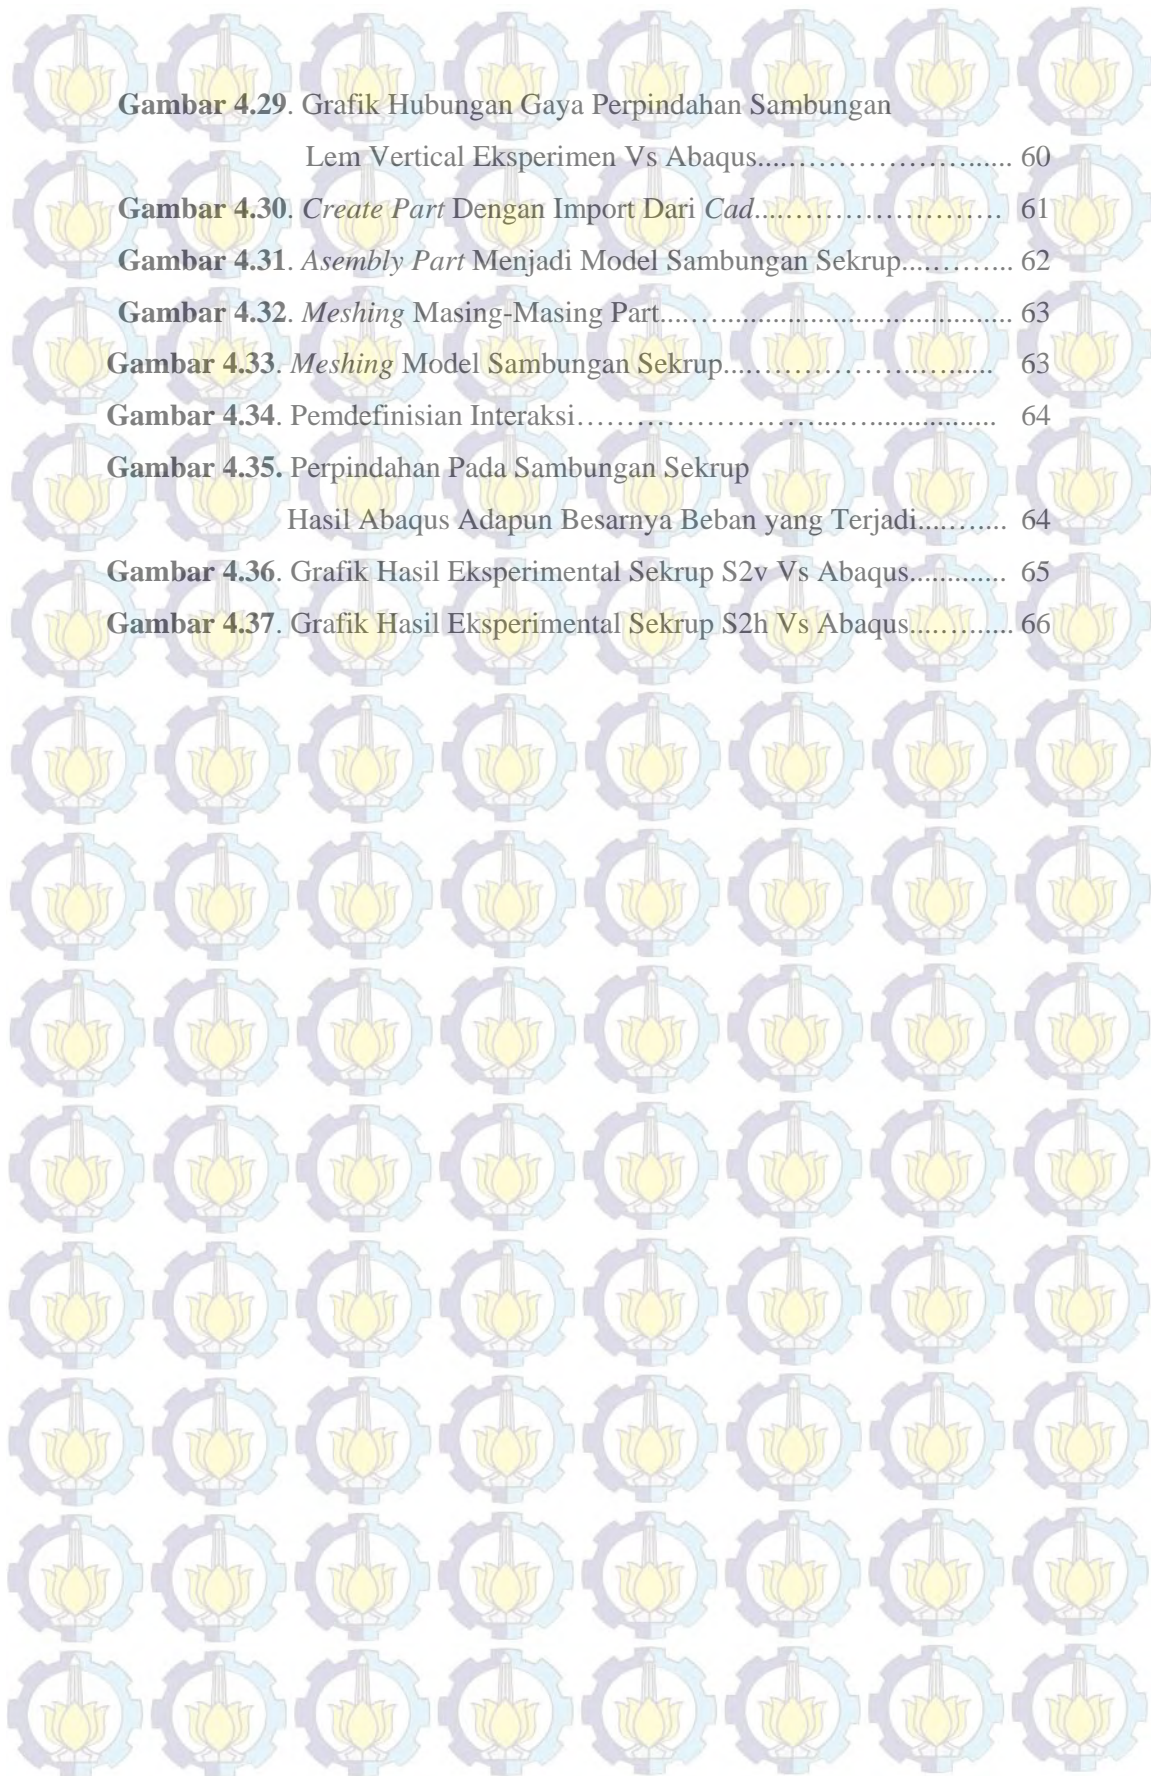 Gambar 4.29. Grafik Hubungan Gaya Perpindahan Sambungan
Lem Vertical Eksperimen Vs Abaqus....…………………..... 60
Gambar 4.30. Create Part Dengan Import Dari Cad...…………………… 61
Gambar 4.31. Asembly Part Menjadi Model Sambungan Sekrup...……... 62
Gambar 4.32. Meshing Masing-Masing Part...…....................................... 63
Gambar 4.33. Meshing Model Sambungan Sekrup....……………..…...... 63
Gambar 4.34. Pemdefinisian Interaksi……………………...…................ 64
Gambar 4.35. Perpindahan Pada Sambungan Sekrup
Hasil Abaqus Adapun Besarnya Beban yang Terjadi...…..... 64
Gambar 4.36. Grafik Hasil Eksperimental Sekrup S2v Vs Abaqus............ 65
Gambar 4.37. Grafik Hasil Eksperimental Sekrup S2h Vs Abaqus....…..... 66